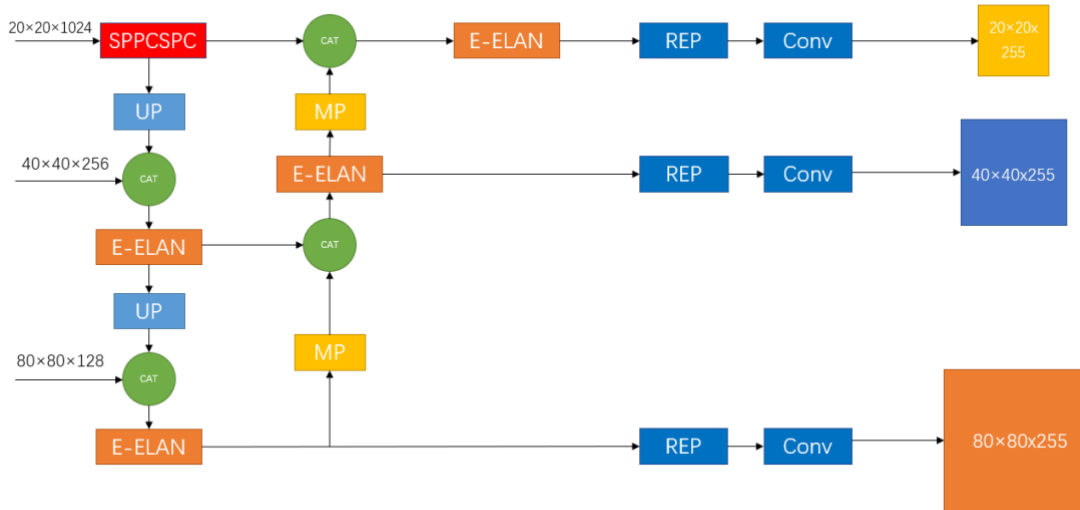 20×20×1024
SPPCSPC
CAT
E-ELAN
REP
Conv
20×20x
255
UP
MP
40×40×256
CAT
E-ELAN
REP
Conv
40×40x255
E-ELAN
CAT
UP
MP
80×80×128
CAT
E-ELAN
REP
Conv
80×80x255